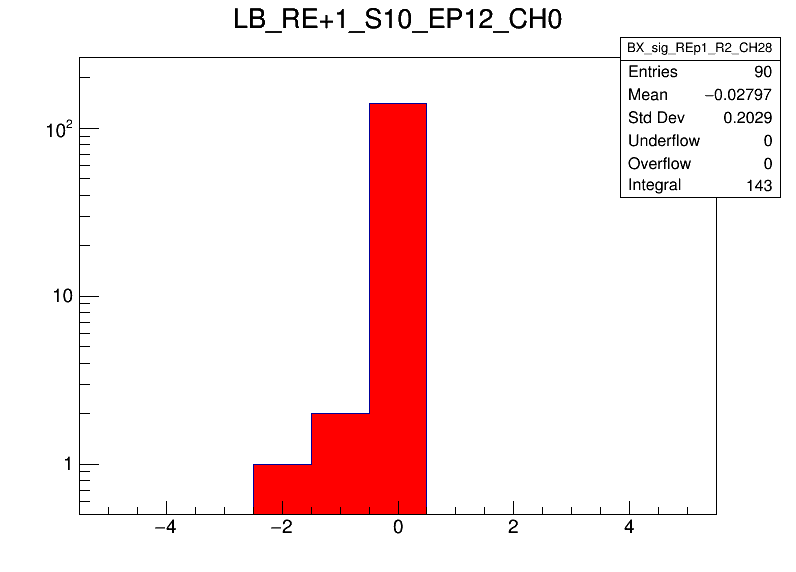 LB_RE+1_S10_EP12_CH0
BX_sig_REp1_R2_CH28
Entries 90
Mean −0.02797
Std Dev 0.2029
Underflow 0
Overflow 0
Integral 143
10²
10
1
−4 −2 0 2 4